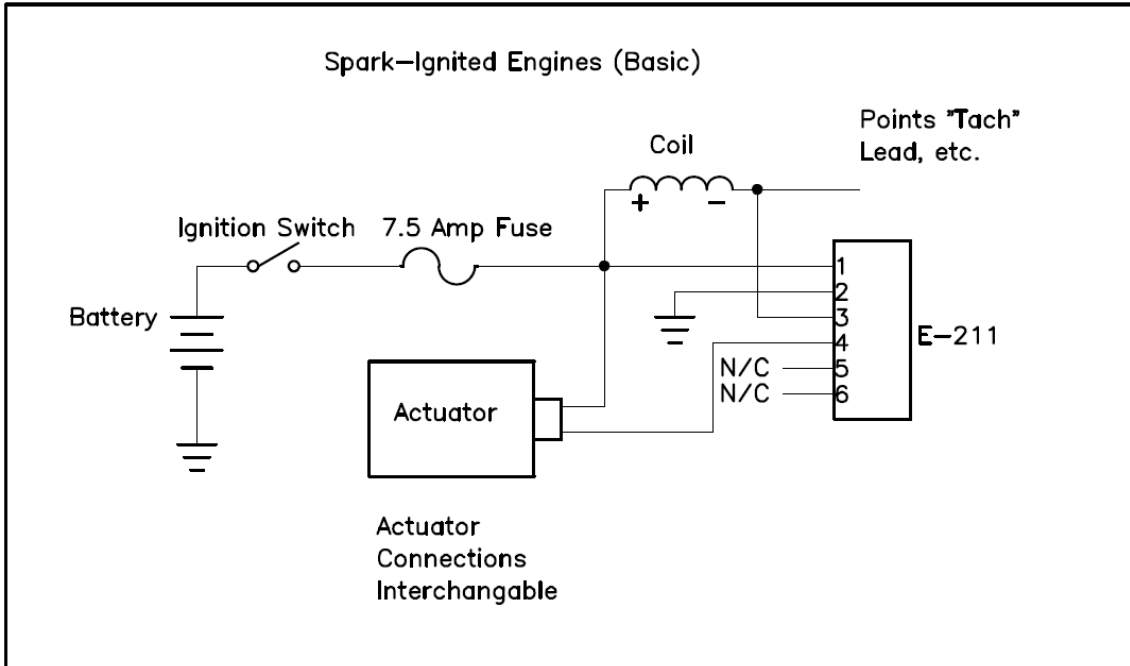 Spark-Ignited Engines (Basic)
Points "Tach"
Lead, etc.
Coil
+ -
Ignition Switch
7.5 Amp Fuse
Battery
1
2
3
4
5
6
E-211
N/C
N/C
Actuator
Actuator
Connections
Interchangable